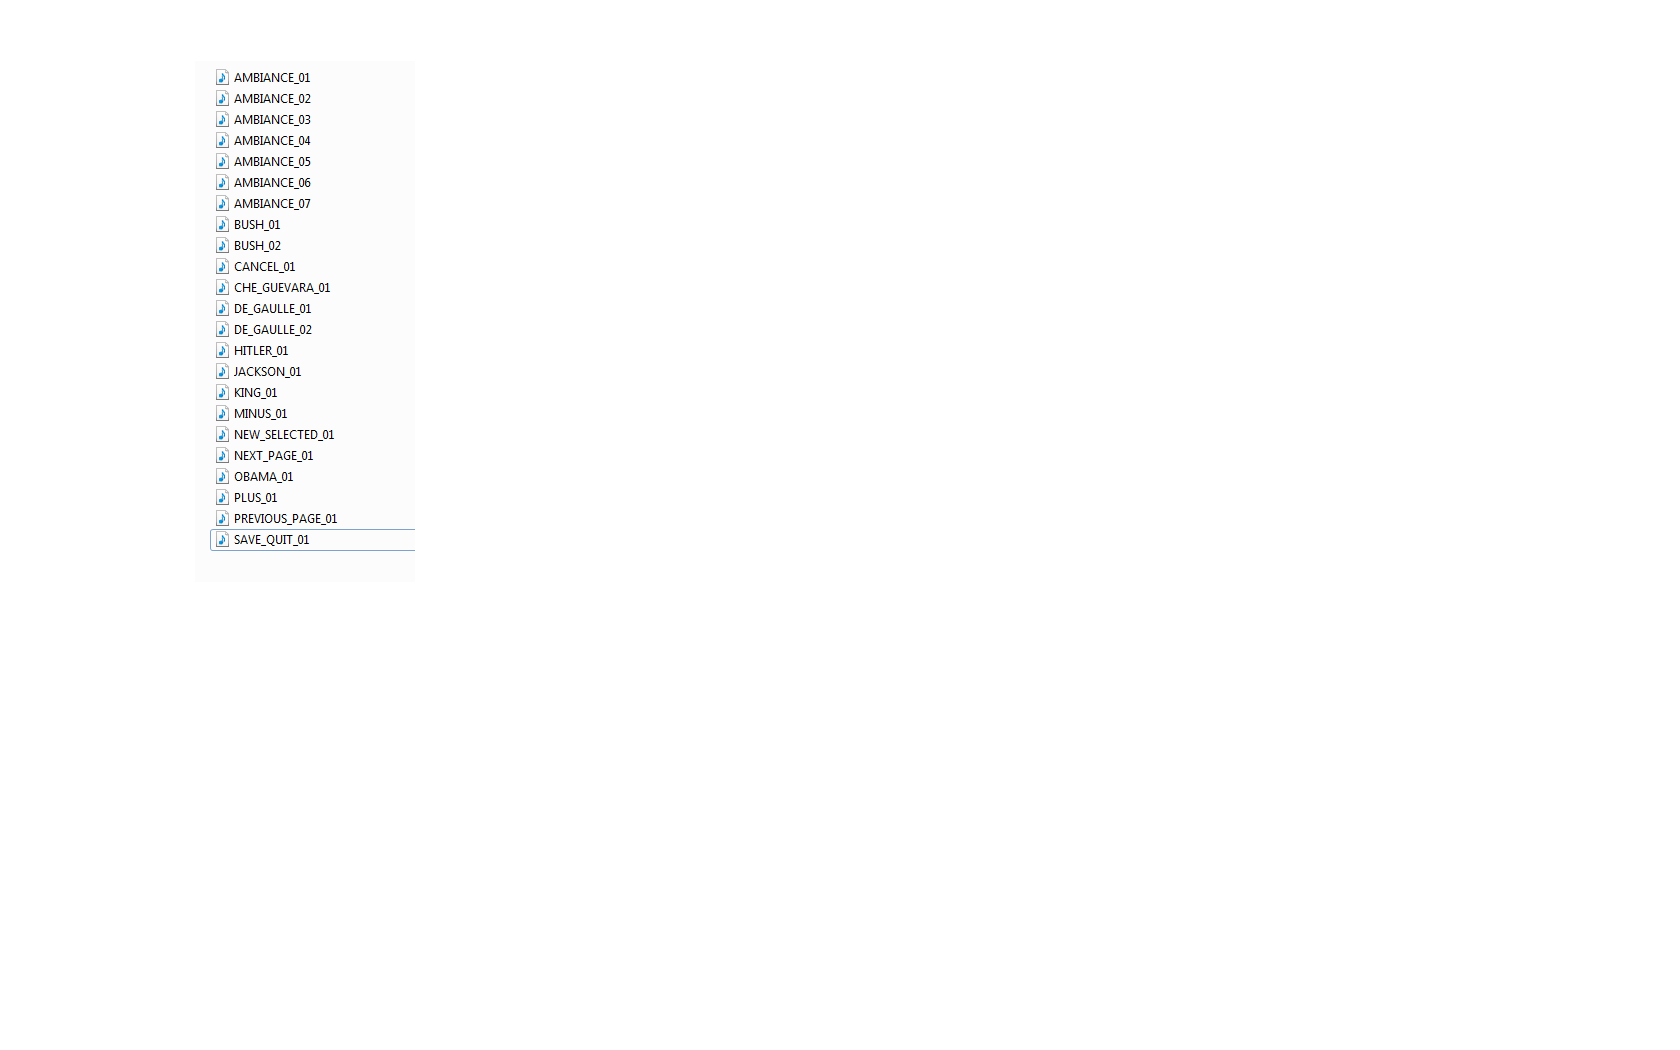 AMBIANCE_01
AMBIANCE_02
AMBIANCE_03
AMBIANCE_04
AMBIANCE_05
AMBIANCE_06
AMBIANCE_07
BUSH_01
BUSH_02
CANCEL_01
CHE_GUEVARA_01
DE_GAULLE_01
DE_GAULLE_02
HITLER_01
JACKSON_01
KING_01
MINUS_01
NEW_SELECTED_01
NEXT_PAGE_01
OBAMA_01
PLUS_01
PREVIOUS_PAGE_01
SAVE_QUIT_01